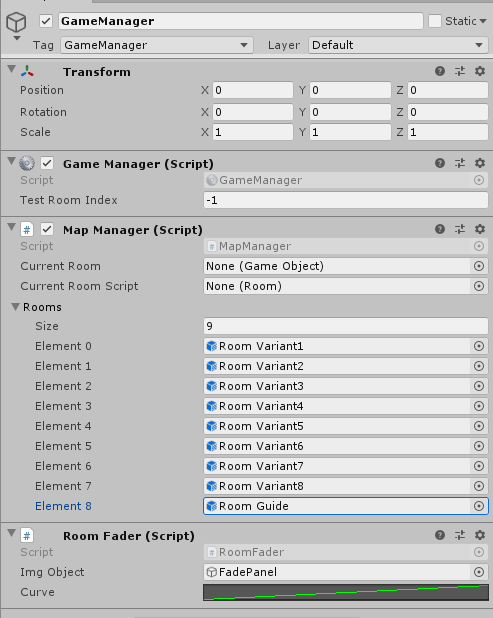 GameManager Static
Tag GameManager Layer Default
Transform
Position X 0 Y 0 Z 0
Rotation X 0 Y 0 Z 0
Scale X 1 Y 1 Z 1
Game Manager (Script)
Script GameManager
Test Room Index -1
# Map Manager (Script)
Script # MapManager
Current Room None (Game Object)
Current Room Script None (Room)
Rooms
Size 9
Element 0 Room Variant1
Element 1 Room Variant2
Element 2 Room Variant3
Element 3 Room Variant4
Element 4 Room Variant5
Element 5 Room Variant6
Element 6 Room Variant7
Element 7 Room Variant8
Element 8 Room Guide
# Room Fader (Script)
Script # RoomFader
Img Object FadePanel
Curve